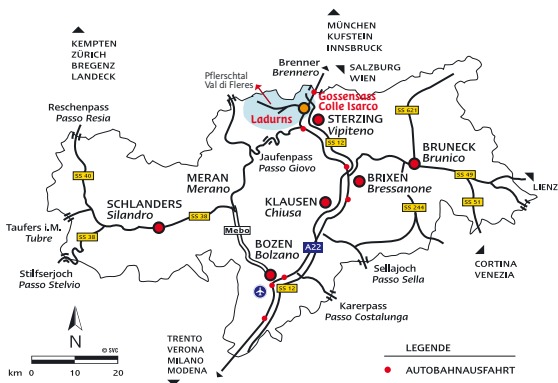 MÜNCHEN
KUFSTEIN
INNSBRUCK
KEMPTEN
ZÜRICH
BREGENZ
LANDECK
Brenner
Brennero
SALZBURG
WIEN
Pflerschtal
Val di Fleres
Gossensass
Colle Isarco
Ladurns
Reschenpass
Passo Resia
STERZING
Vipiteno
SS 621
SS 12
Jaufenpass
Passo Giovo
BRUNECK
Brunico
MERAN
Merano
SS 40
BRIXEN
Bressanone
SS 49
LIENZ
SCHLANDERS
Silandro
SS 38
KLAUSEN
Chiusa
SS 244
SS 51
Taufers i.M.
Tubre
Mebo
SS 38
BOZEN
Bolzano
A22
Stilfserjoch
Passo Stelvio
Sellajoch
Passo Sella
CORTINA
VENEZIA
SS 12
Karerpass
Passo Costalunga
N
© SVG
km 0 10 20
TRENTO
VERONA
MILANO
MODENA
LEGENDE
AUTOBAHNAUSFAHRT